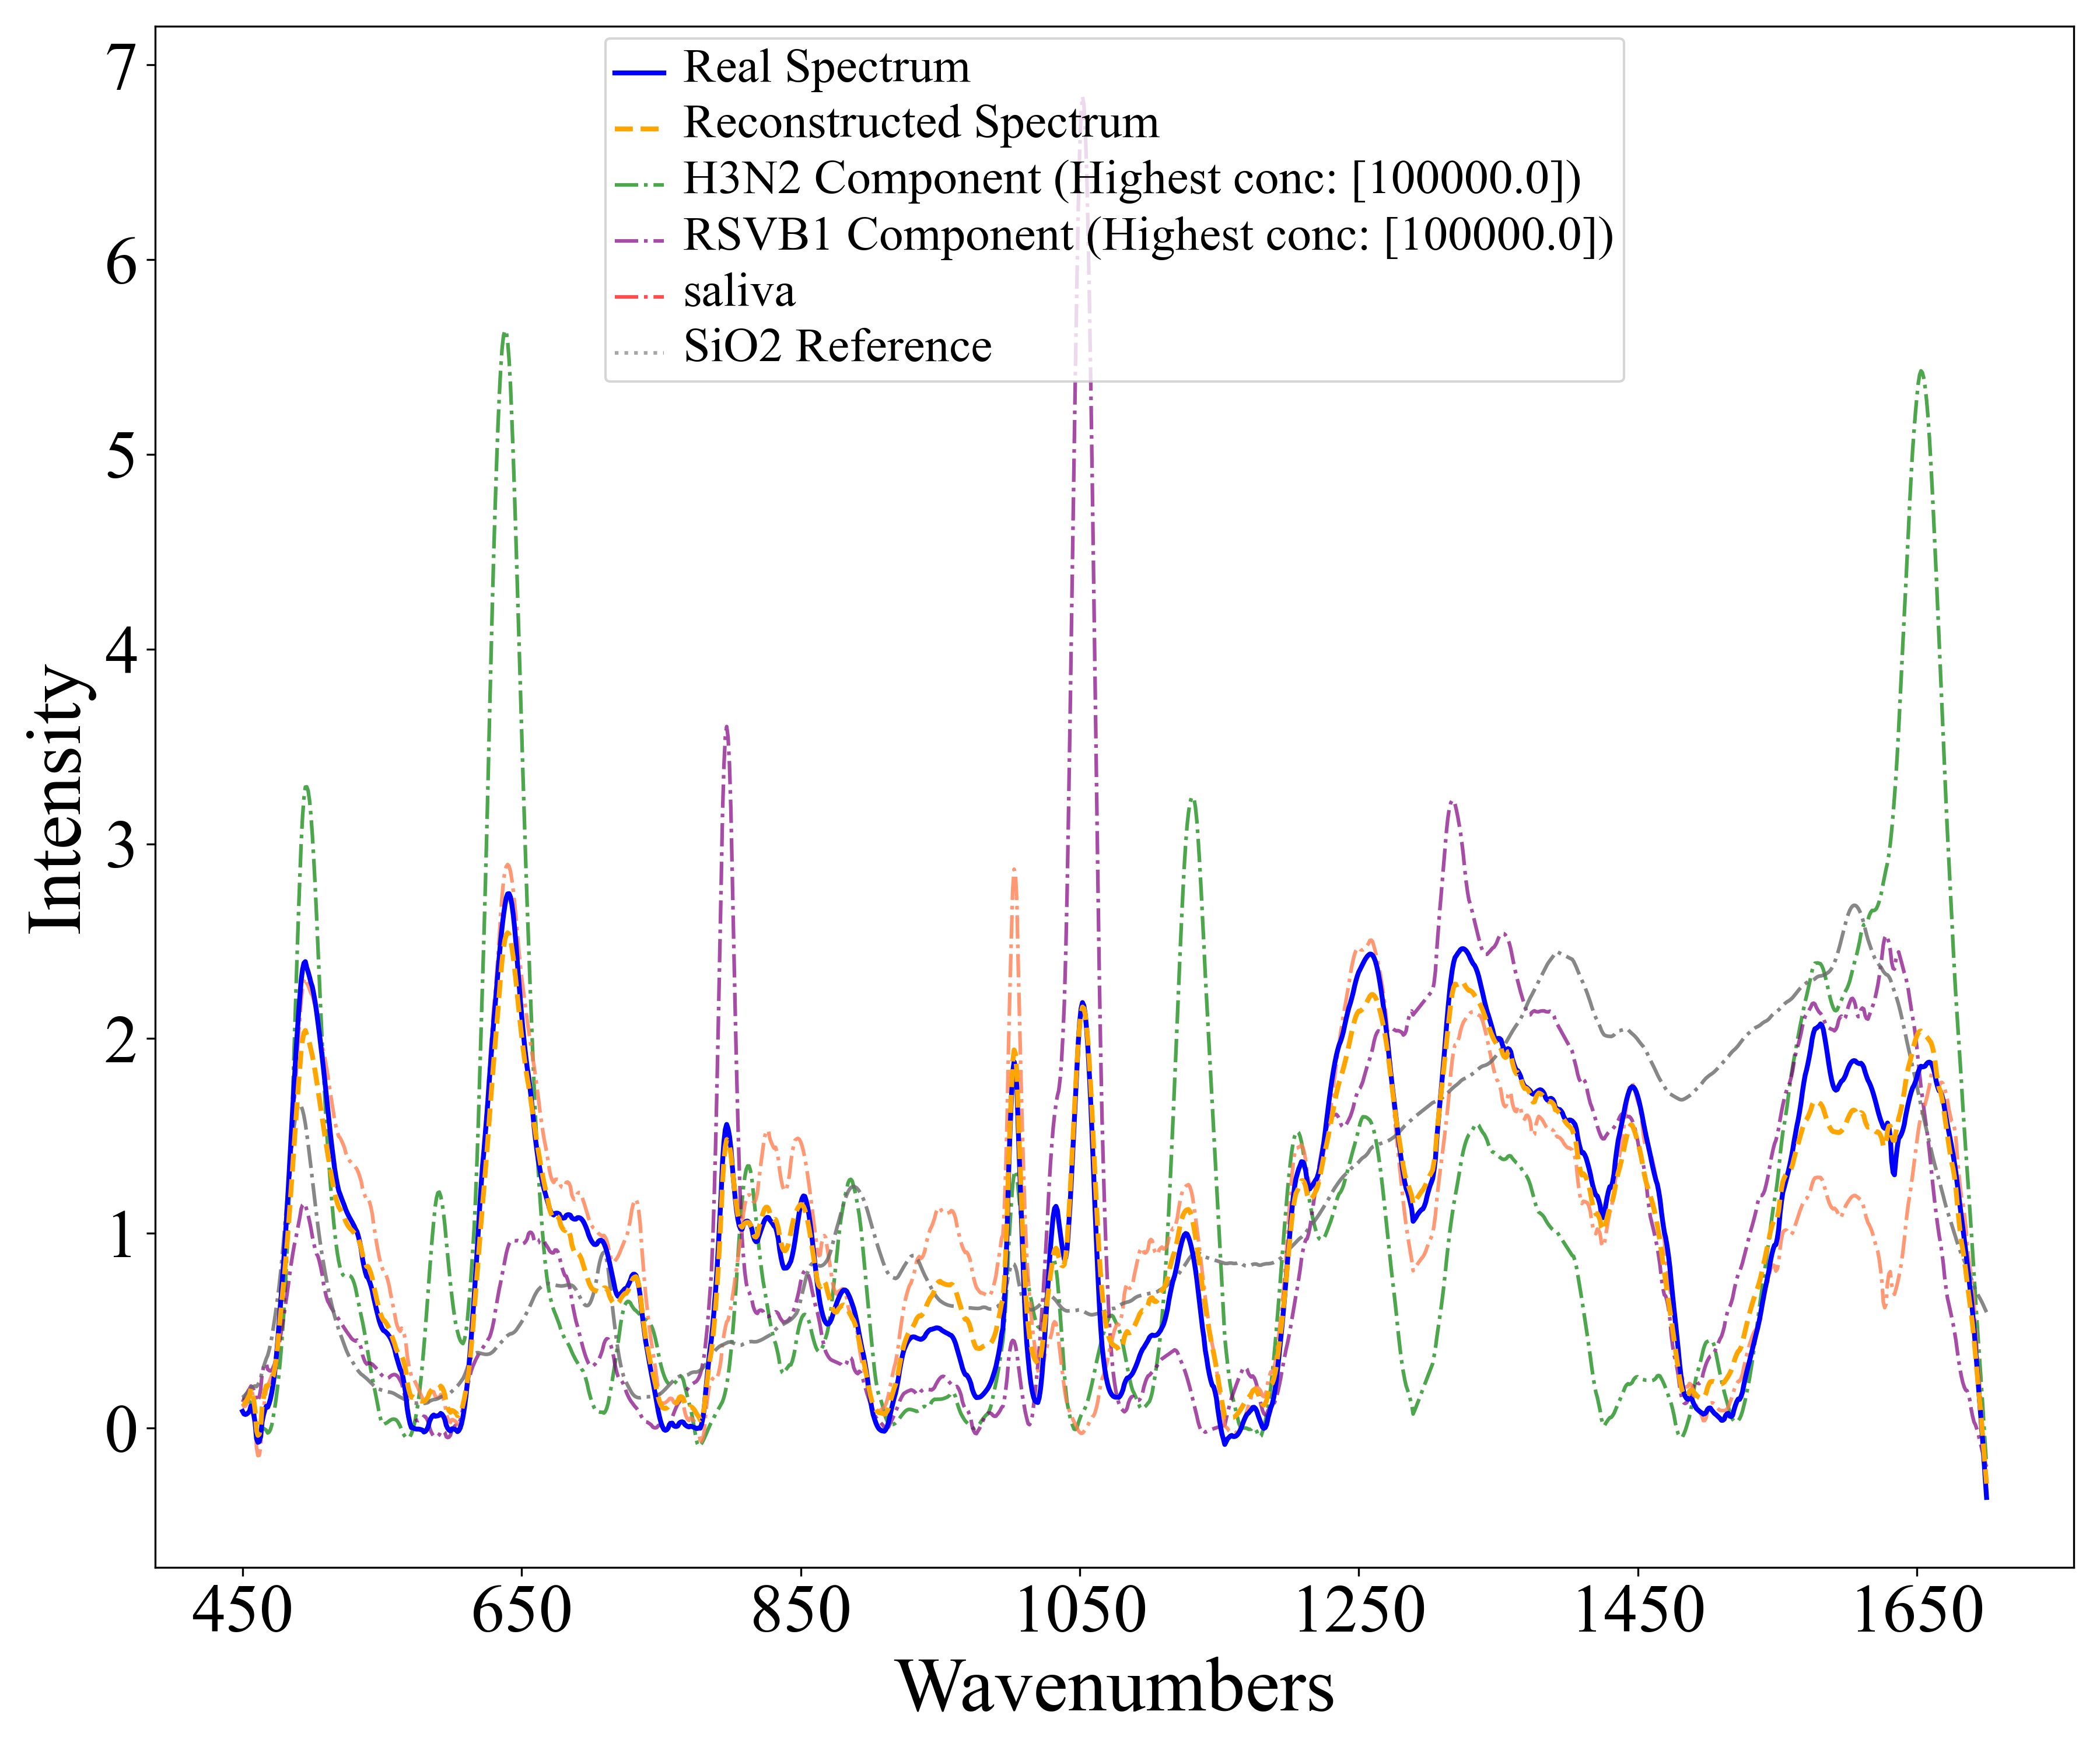 Real Spectrum
Reconstructed Spectrum
H3N2 Component (Highest conc: [100000.0])
RSVB1 Component (Highest conc: [100000.0])
saliva
SiO2 Reference
7
6
5
4
3
2
1
0
Intensity
450 650 850 1050 1250 1450 1650
Wavenumbers